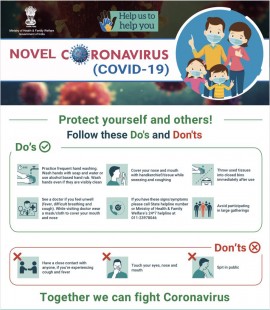 Ministry of Health & Family Welfare
Government of India
Help us to
help you
NOVEL CORONAVIRUS
(COVID-19)
Protect yourself and others!
Follow these Do's and Don'ts
Do's
Practice frequent hand washing.
Wash hands with soap and water or
use alcohol based hand rub. Wash
hands even if they are visibly clean
Cover your nose and mouth
with handkerchief/tissue while
sneezing and coughing
Throw used tissues
into closed bins
immediately after use
See a doctor if you feel unwell
(fever, difficult breathing and
cough). While visiting doctor wear
a mask/cloth to cover your mouth
and nose
If you have these signs/symptoms
please call State helpline number
or Ministry of Health & Family
Welfare's 24X7 helpline at
011-23978046
Avoid participating
in large gatherings
Don'ts
Have a close contact with
anyone, if you're experiencing
cough and fever
Touch your eyes, nose
and mouth
Spit in public
Together we can fight Coronavirus